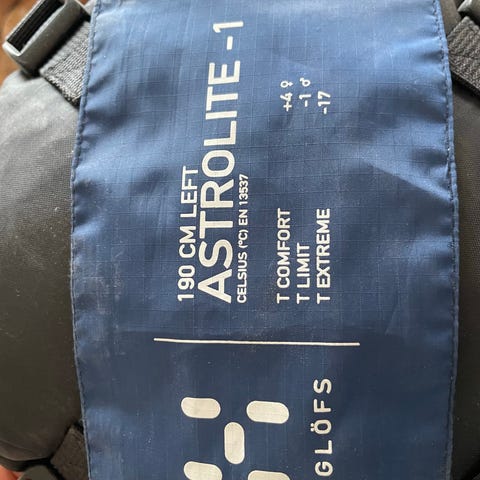 190 CM LEFT
ASTROLITE -1
CELSIUS (°C) EN 13537
T COMFORT +4 ♀
T LIMIT -1 ♂
T EXTREME -17
GLÖFS